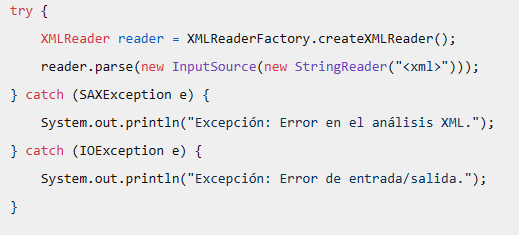 try {
XMLReader reader = XMLReaderFactory.createXMLReader();
reader.parse(new InputSource(new StringReader("<xml>")));
} catch (SAXException e) {
System.out.println("Excepción: Error en el análisis XML.");
} catch (IOException e) {
System.out.println("Excepción: Error de entrada/salida.");
}